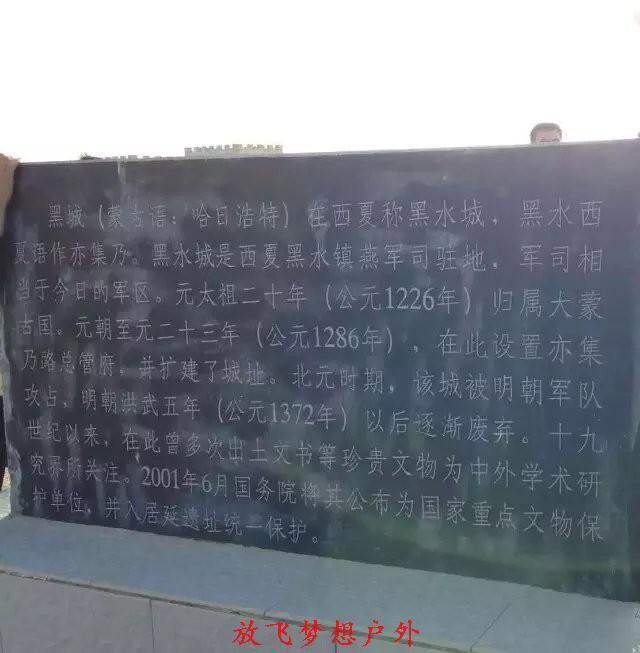 黑城（蒙古语：哈日浩特）在西夏称黑水城，黑水西
夏语作亦集乃。黑水城是西夏黑水镇燕军司驻地，军司相
当于今日的军区。元太祖二十年（公元1226年）归属大蒙
古国。元朝至元二十三年（公元1286年），在此设置亦集
乃路总管府，并扩建了城址。北元时期，该城被明朝军队
攻占，明朝洪武五年（公元1372年）以后逐渐废弃。十九
世纪以来，在此曾多次出土文书等珍贵文物为中外学术研
究界所关注。2001年6月国务院将其公布为国家重点文物保
护单位，并入居延遗址统一保护。
放飞梦想户外